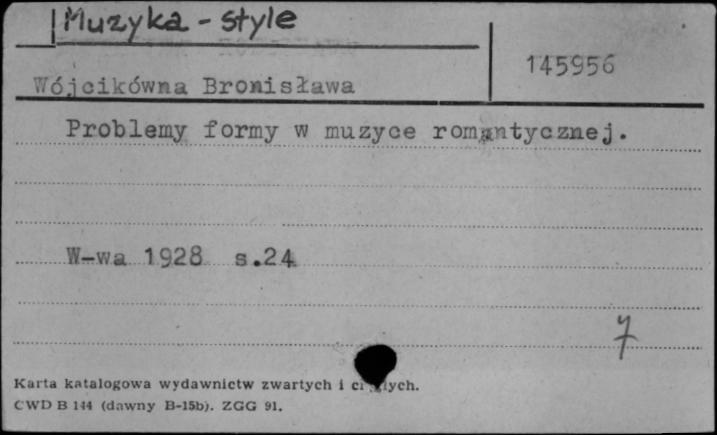 Muzyka - style
145956
Wójcikówna Bronisława
Problemy formy w muzyce romantycznej.
W-wa 1928 s.24
7
Karta katalogowa wydawnictw zwartych i
CWD B 144 (dawny B-15b). ZGG 91.